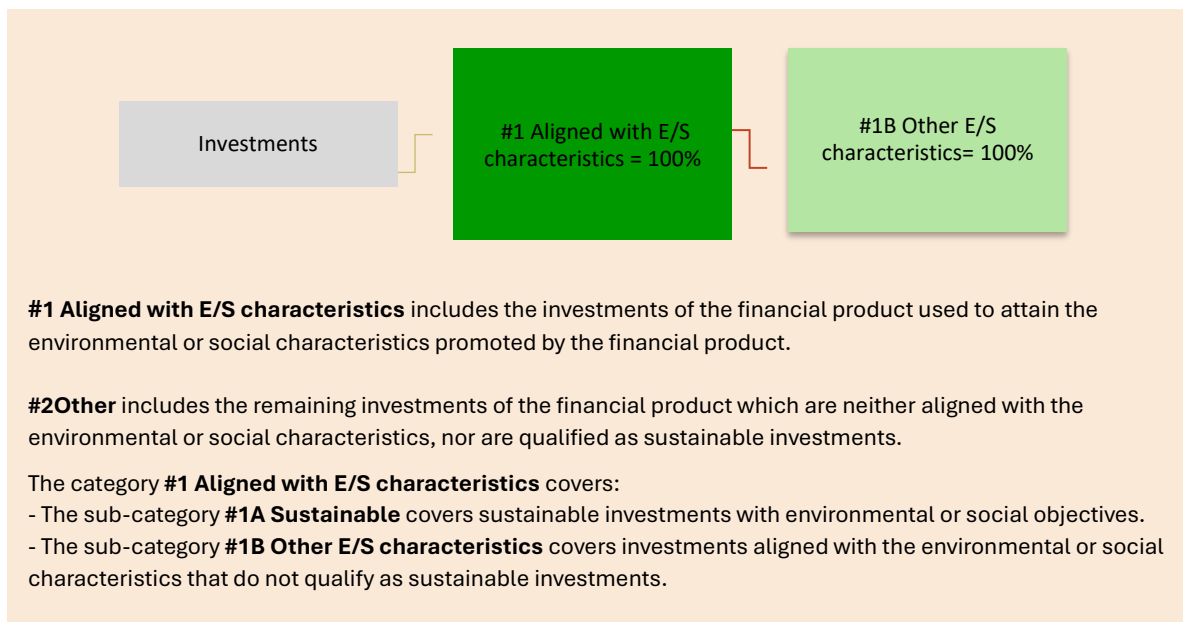 Investments
#1 Aligned with E/S
characteristics = 100%
#1B Other E/S
characteristics= 100%
#1 Aligned with E/S characteristics includes the investments of the financial product used to attain the
environmental or social characteristics promoted by the financial product.
#2Other includes the remaining investments of the financial product which are neither aligned with the
environmental or social characteristics, nor are qualified as sustainable investments.
The category #1 Aligned with E/S characteristics covers:
- The sub-category #1A Sustainable covers sustainable investments with environmental or social objectives.
- The sub-category #1B Other E/S characteristics covers investments aligned with the environmental or social
characteristics that do not qualify as sustainable investments.